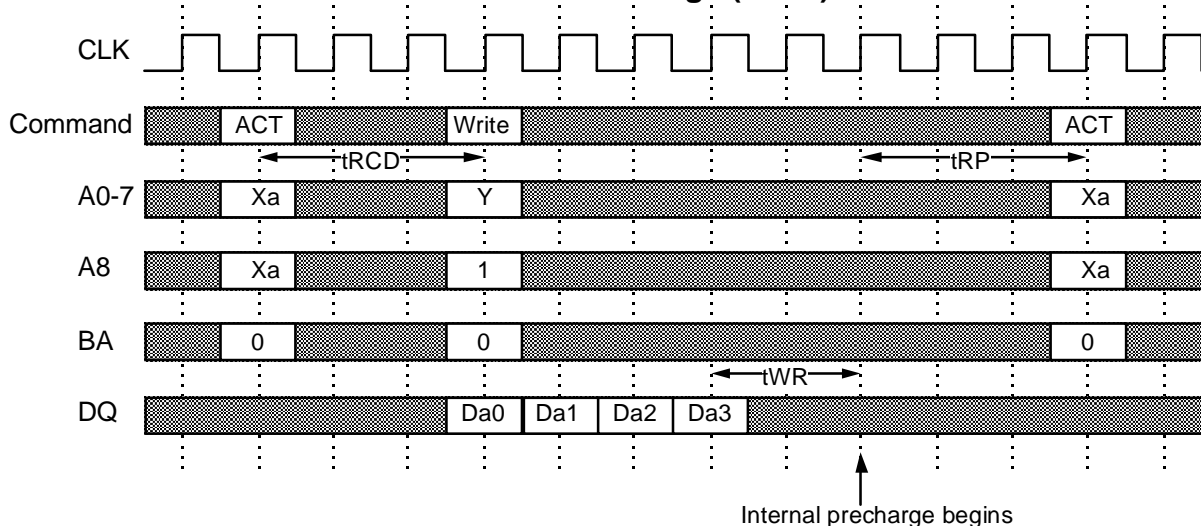 CLK
Command ACT Write ACT
tRCD tRP
A0-7 Xa Y Xa
A8 Xa 1 Xa
BA 0 0 0
tWR
DQ Da0 Da1 Da2 Da3
Internal precharge begins